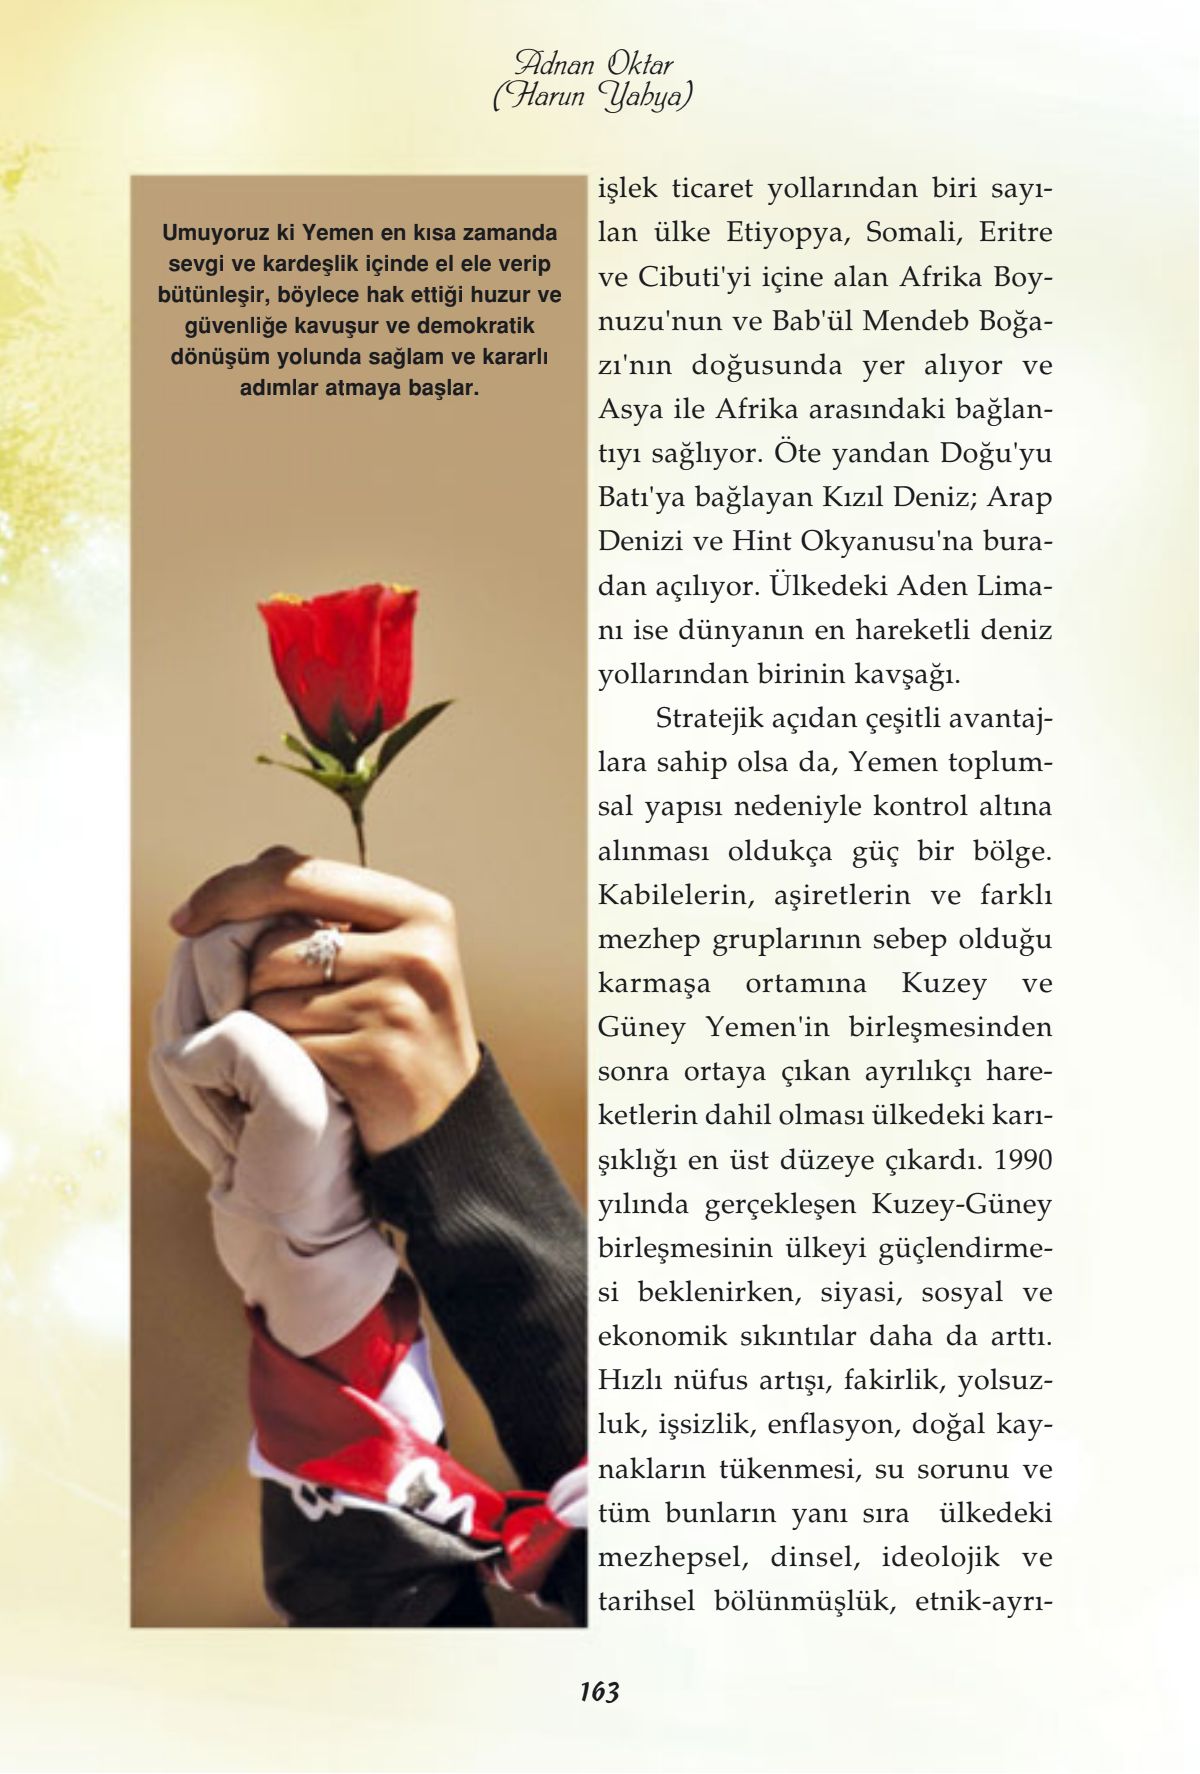 Adnan Oktar
(Harun Yahya)
Umuyoruz ki Yemen en kısa zamanda
sevgi ve kardeşlik içinde el ele verip
bütünleşir, böylece hak ettiği huzur ve
güvenliğe kavuşur ve demokratik
dönüşüm yolunda sağlam ve kararlı
adımlar atmaya başlar.
işlek ticaret yollarından biri sayı-
lan ülke Etiyopya, Somali, Eritre
ve Cibuti'yi içine alan Afrika Boy-
nuzu'nun ve Bab'ül Mendeb Boğa-
zı'nın doğusunda yer alıyor ve
Asya ile Afrika arasındaki bağlan-
tıyı sağlıyor. Öte yandan Doğu'yu
Batı'ya bağlayan Kızıl Deniz; Arap
Denizi ve Hint Okyanusu'na bura-
dan açılıyor. Ülkedeki Aden Lima-
nı ise dünyanın en hareketli deniz
yollarından birinin kavşağı.
Stratejik açıdan çeşitli avantaj-
lara sahip olsa da, Yemen toplum-
sal yapısı nedeniyle kontrol altına
alınması oldukça güç bir bölge.
Kabilelerin, aşiretlerin ve farklı
mezhep gruplarının sebep olduğu
karmaşa ortamına Kuzey ve
Güney Yemen'in birleşmesinden
sonra ortaya çıkan ayrılıkçı hare-
ketlerin dahil olması ülkedeki karı-
şıklığı en üst düzeye çıkardı. 1990
yılında gerçekleşen Kuzey-Güney
birleşmesinin ülkeyi güçlendirme-
si beklenirken, siyasi, sosyal ve
ekonomik sıkıntılar daha da arttı.
Hızlı nüfus artışı, fakirlik, yolsuz-
luk, işsizlik, enflasyon, doğal kay-
nakların tükenmesi, su sorunu ve
tüm bunların yanı sıra ülkedeki
mezhepsel, dinsel, ideolojik ve
tarihsel bölünmüşlük, etnik-ayrı-
163